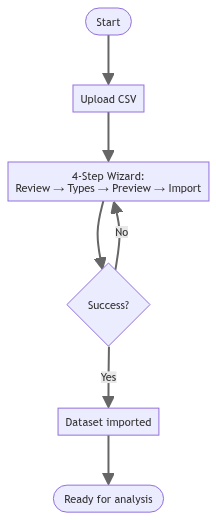 Start
Upload CSV
4-Step Wizard:
Review → Types → Preview → Import
No
Success?
Yes
Dataset imported
Ready for analysis